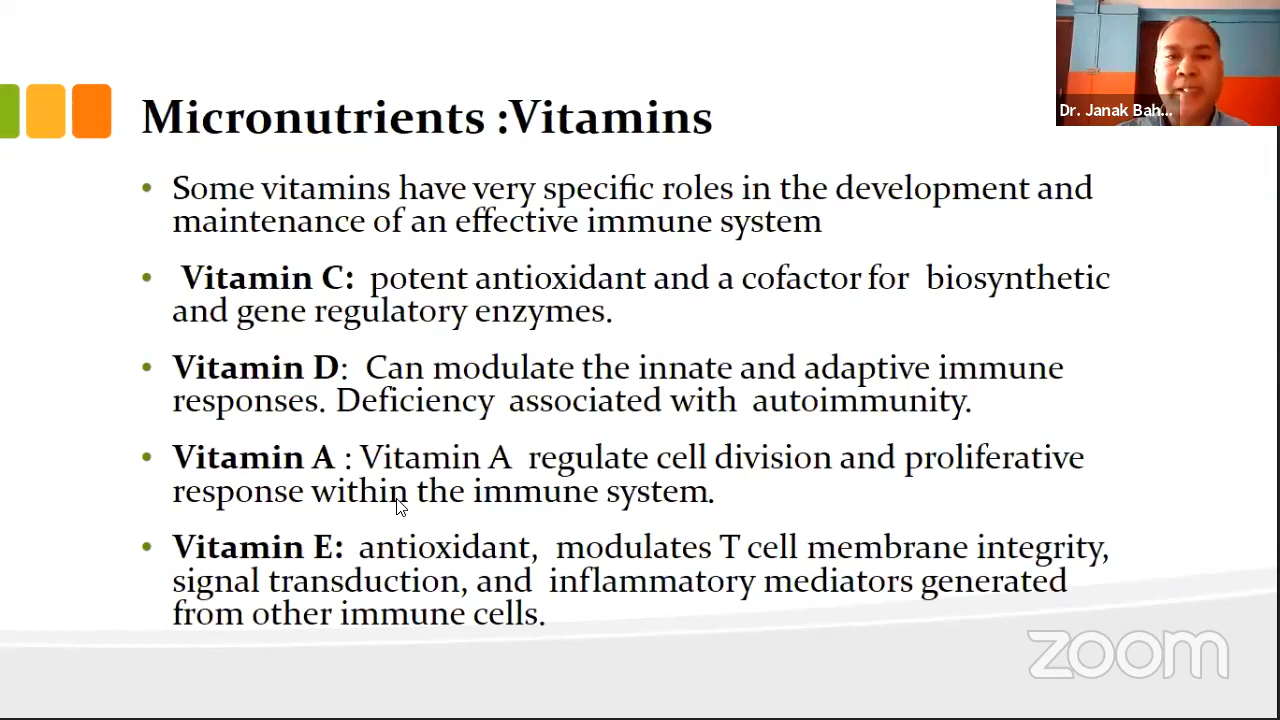 Dr. Janak Bah...
Micronutrients :Vitamins
• Some vitamins have very specific roles in the development and
maintenance of an effective immune system
• Vitamin C: potent antioxidant and a cofactor for biosynthetic
and gene regulatory enzymes.
• Vitamin D: Can modulate the innate and adaptive immune
responses. Deficiency associated with autoimmunity.
• Vitamin A : Vitamin A regulate cell division and proliferative
response within the immune system.
• Vitamin E: antioxidant, modulates T cell membrane integrity,
signal transduction, and inflammatory mediators generated
from other immune cells.
zoom